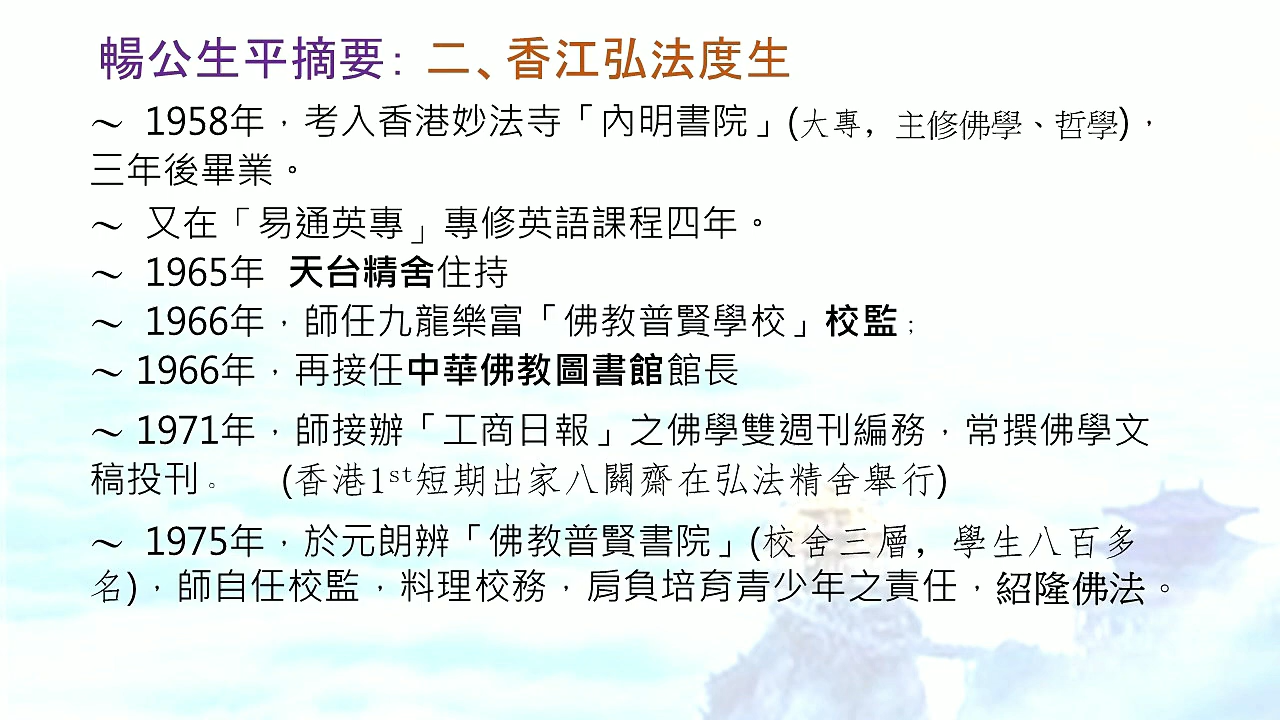 暢公生平摘要：二、香江弘法度生
～ 1958年，考入香港妙法寺「內明書院」(大專，主修佛學、哲學)，
三年後畢業。
～ 又在「易通英專」專修英語課程四年。
～ 1965年 天台精舍住持
～ 1966年，師任九龍樂富「佛教普賢學校」校監；
～ 1966年，再接任中華佛教圖書館館長
～ 1971年，師接辦「工商日報」之佛學雙週刊編務，常撰佛學文
稿投刊。 (香港1st短期出家八關齋在弘法精舍舉行)
～ 1975年，於元朗辨「佛教普賢書院」(校舍三層，學生八百多
名)，師自任校監，料理校務，肩負培育青少年之責任，紹隆佛法。